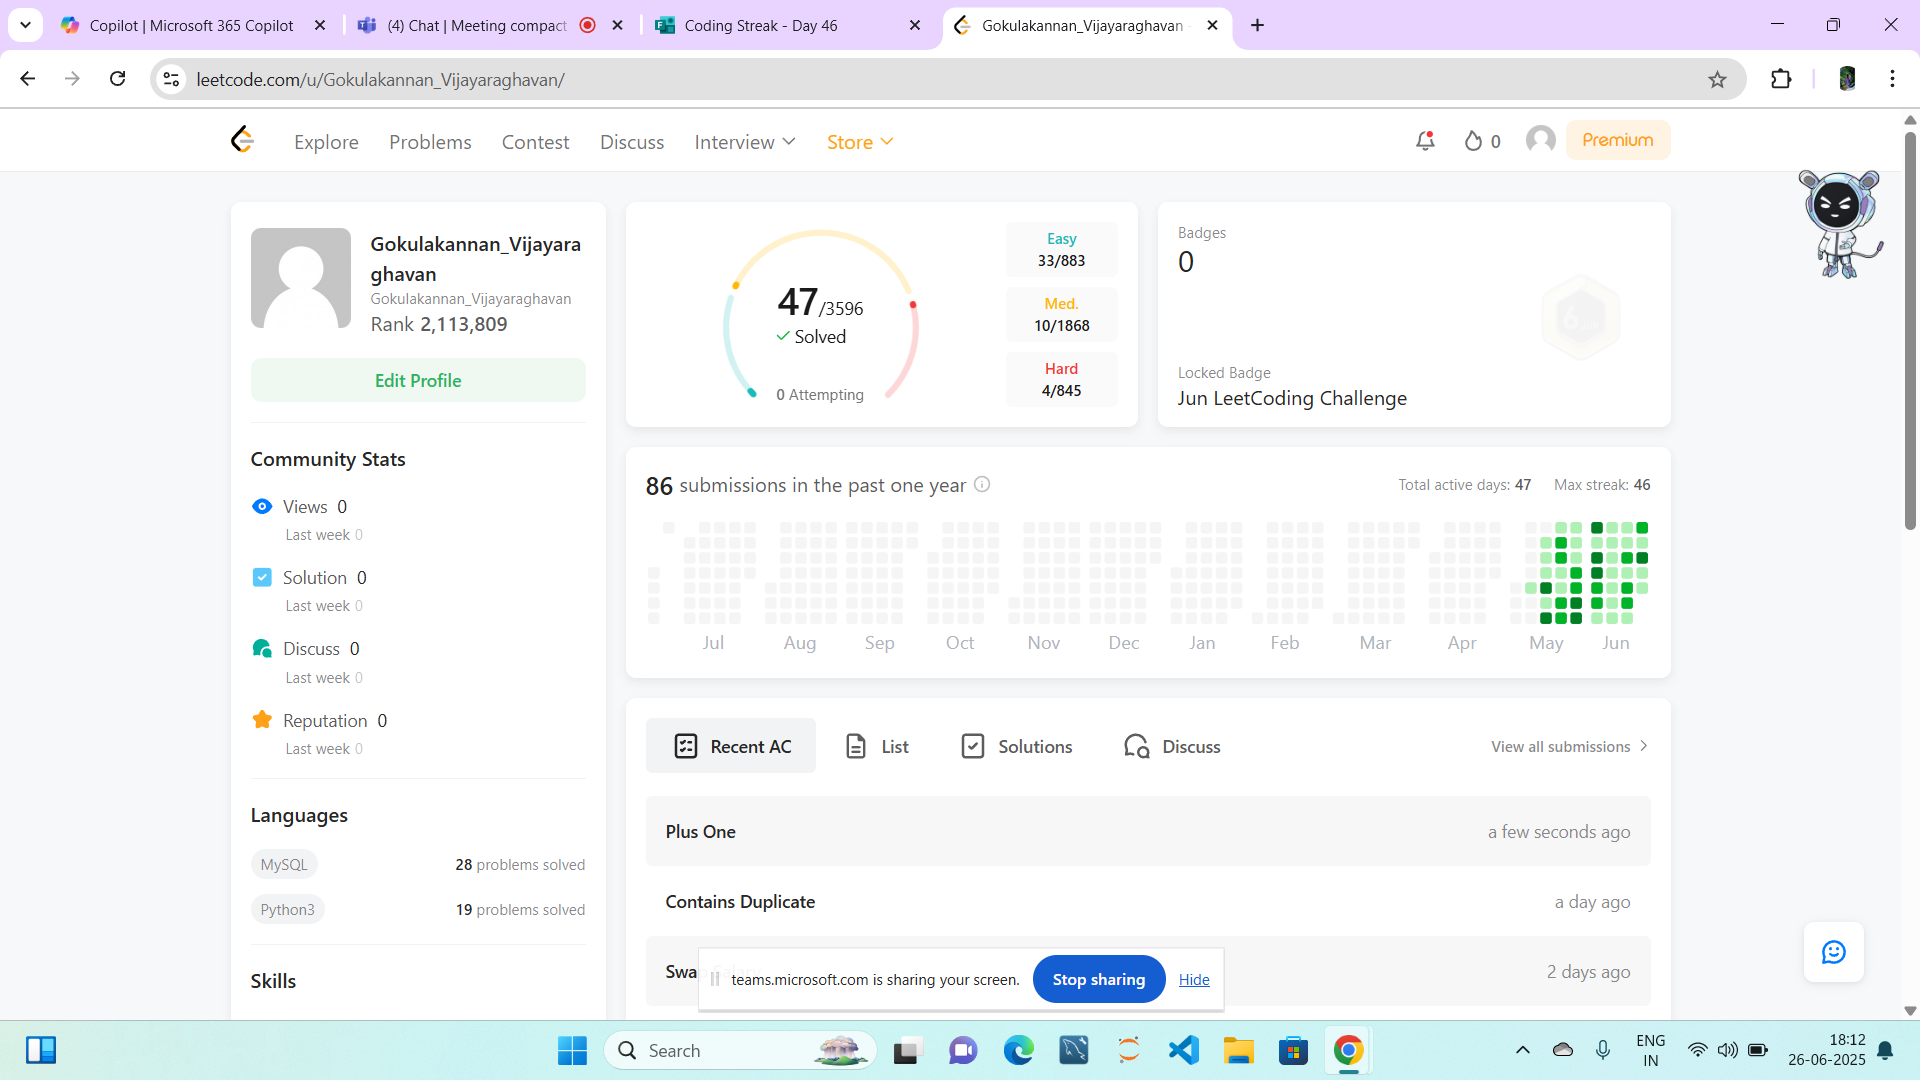 Copilot | Microsoft 365 Copilot
(4) Chat | Meeting compact
Coding Streak - Day 46
Gokulakannan_Vijayaraghavan
leetcode.com/u/Gokulakannan_Vijayaraghavan/
Explore Problems Contest Discuss Interview Store 0 Premium
Gokulakannan_Vijayara
ghavan
Gokulakannan_Vijayaraghavan
Rank 2,113,809
Edit Profile
Community Stats
Views 0
Last week 0
Solution 0
Last week 0
Discuss 0
Last week 0
Reputation 0
Last week 0
Languages
MySQL 28 problems solved
Python3 19 problems solved
Skills
47/3596
Solved
0 Attempting
Easy
33/883
Med.
10/1868
Hard
4/845
Badges
0
Locked Badge
Jun LeetCoding Challenge
86 submissions in the past one year
Total active days: 47 Max streak: 46
Jul Aug Sep Oct Nov Dec Jan Feb Mar Apr May Jun
Recent AC List Solutions Discuss View all submissions
Plus One a few seconds ago
Contains Duplicate a day ago
Swap 2 days ago
teams.microsoft.com is sharing your screen. Stop sharing Hide
Search
ENG
IN
18:12
26-06-2025